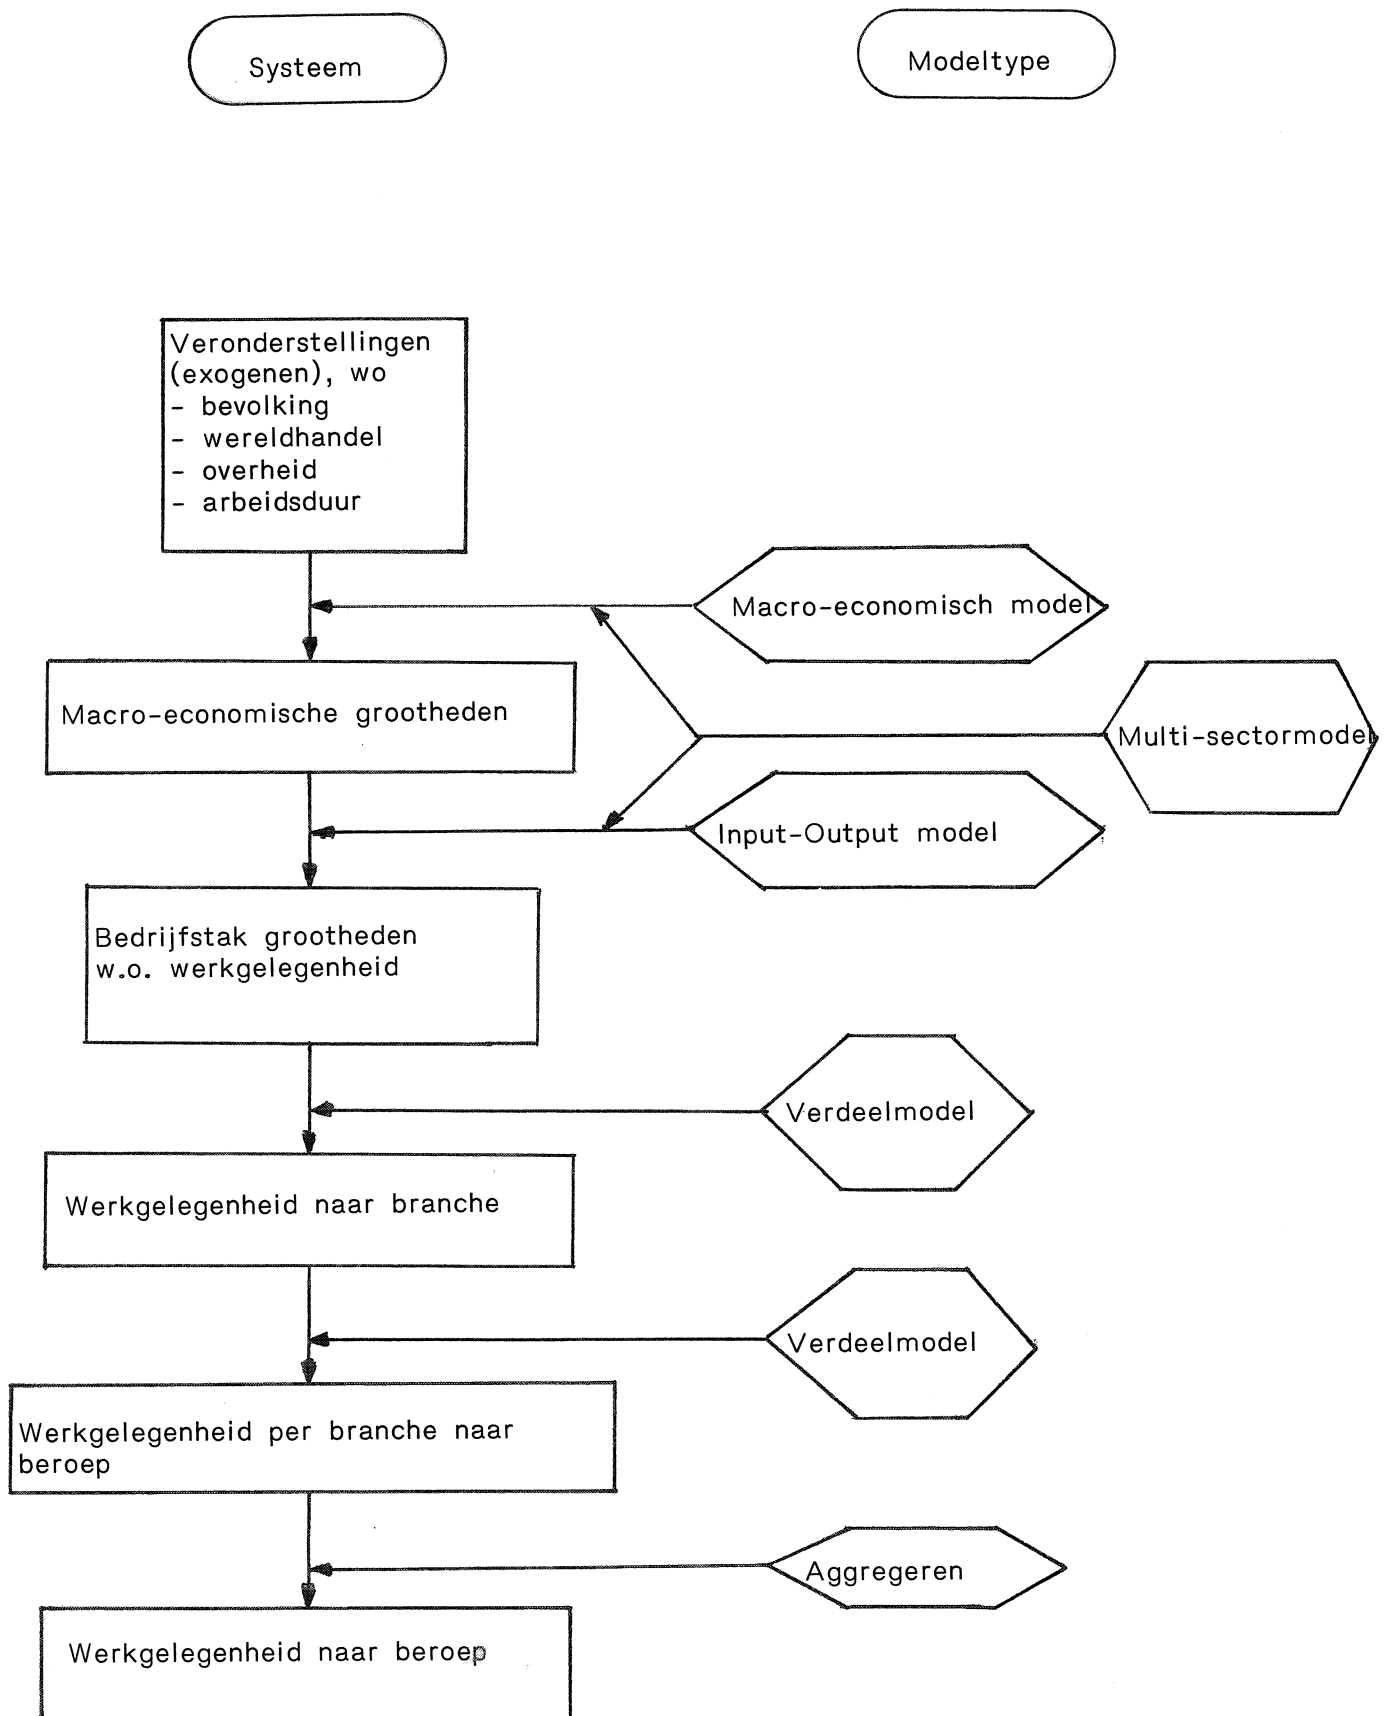 Systeem
Modeltype
Veronderstellingen
(exogenen), wo
- bevolking
- wereldhandel
- overheid
- arbeidsduur
Macro-economisch model
Macro-economische grootheden
Multi-sectormodel
Input-Output model
Bedrijfstak grootheden
w.o. werkgelegenheid
Verdeelmodel
Werkgelegenheid naar branche
Verdeelmodel
Werkgelegenheid per branche naar
beroep
Aggregeren
Werkgelegenheid naar beroep